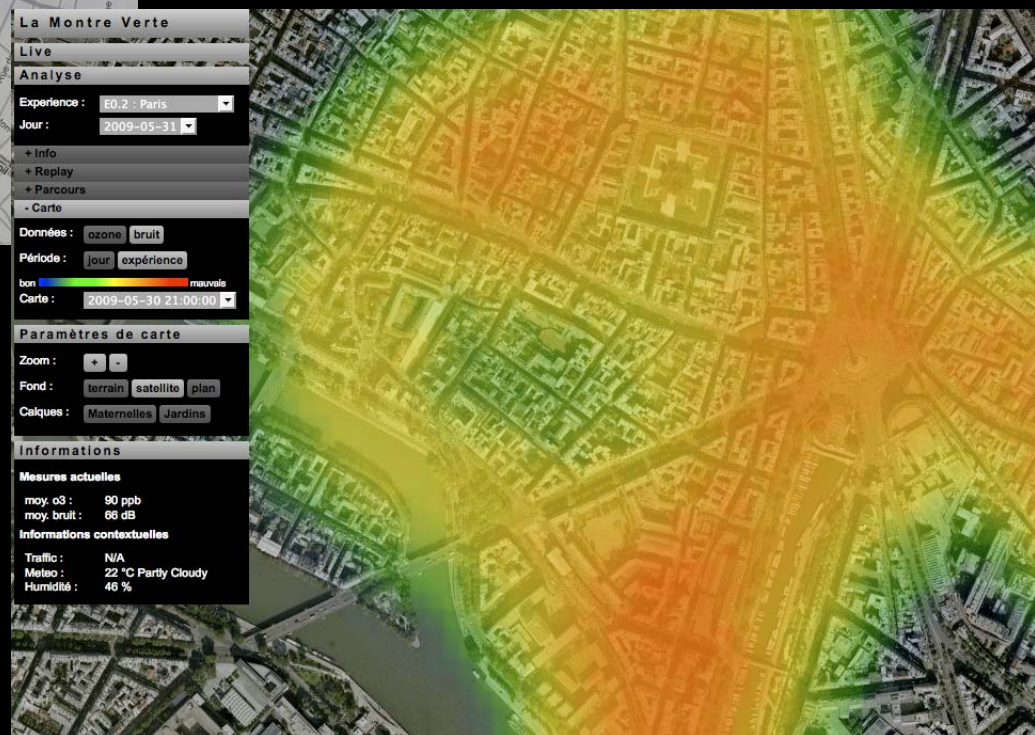 La Montre Verte
Live
Analyse
Experience : E0.2 : Paris
Jour : 2009-05-31
+ Info
+ Replay
+ Parcours
- Carte
Données : ozone bruit
Période : jour expérience
bon mauvais
Carte : 2009-05-30 21:00:00
Paramètres de carte
Zoom : + -
Fond : terrain satellite plan
Calques : Maternelles Jardins
Informations
Mesures actuelles
moy. o3 : 90 ppb
moy. bruit : 66 dB
Informations contextuelles
Traffic : N/A
Meteo : 22 °C Partly Cloudy
Humidité : 46 %